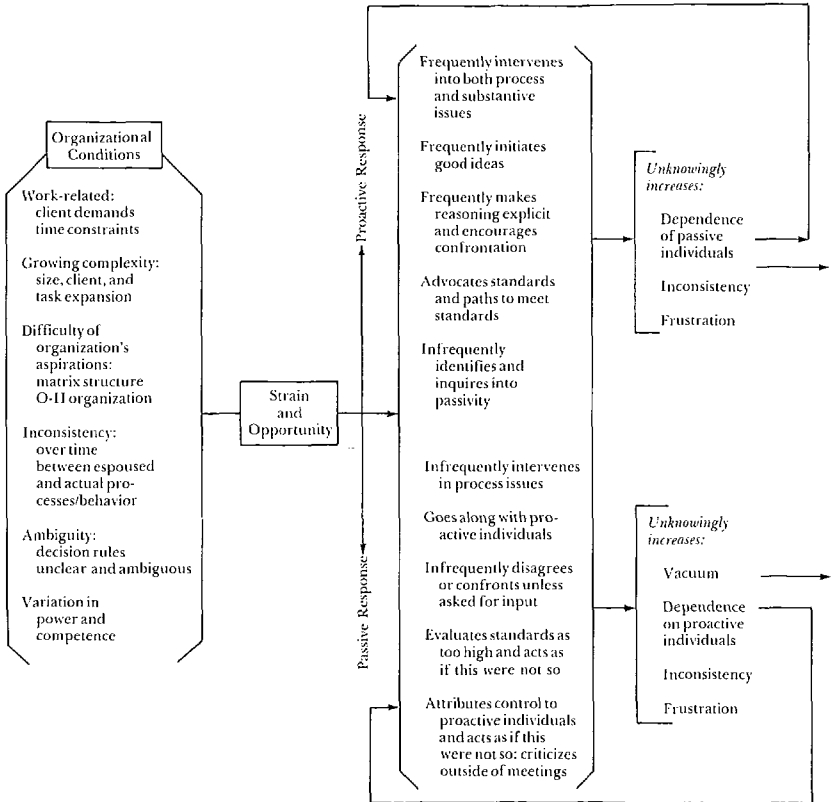 Organizational
Conditions
Work-related:
client demands
time constraints
Growing complexity:
size, client, and
task expansion
Difficulty of
organization's
aspirations:
matrix structure
O-II organization
Inconsistency:
over time
between espoused
and actual pro-
cesses/behavior
Ambiguity:
decision rules
unclear and ambiguous
Variation in
power and
competence
Strain
and
Opportunity
Proactive Response
Passive Response
Frequently intervenes
into both process
and substantive
issues
Frequently initiates
good ideas
Frequently makes
reasoning explicit
and encourages
confrontation
Advocates standards
and paths to meet
standards
Infrequently
identifies and
inquires into
passivity
Infrequently intervenes
in process issues
Goes along with pro-
active individuals
Infrequently disagrees
or confronts unless
asked for input
Evaluates standards as
too high and acts as
if this were not so
Attributes control to
proactive individuals
and acts as if this
were not so: criticizes
outside of meetings
Unknowingly
increases:
Dependence
of passive
individuals
Inconsistency
Frustration
Unknowingly
increases:
Vacuum
Dependence
on proactive
individuals
Inconsistency
Frustration